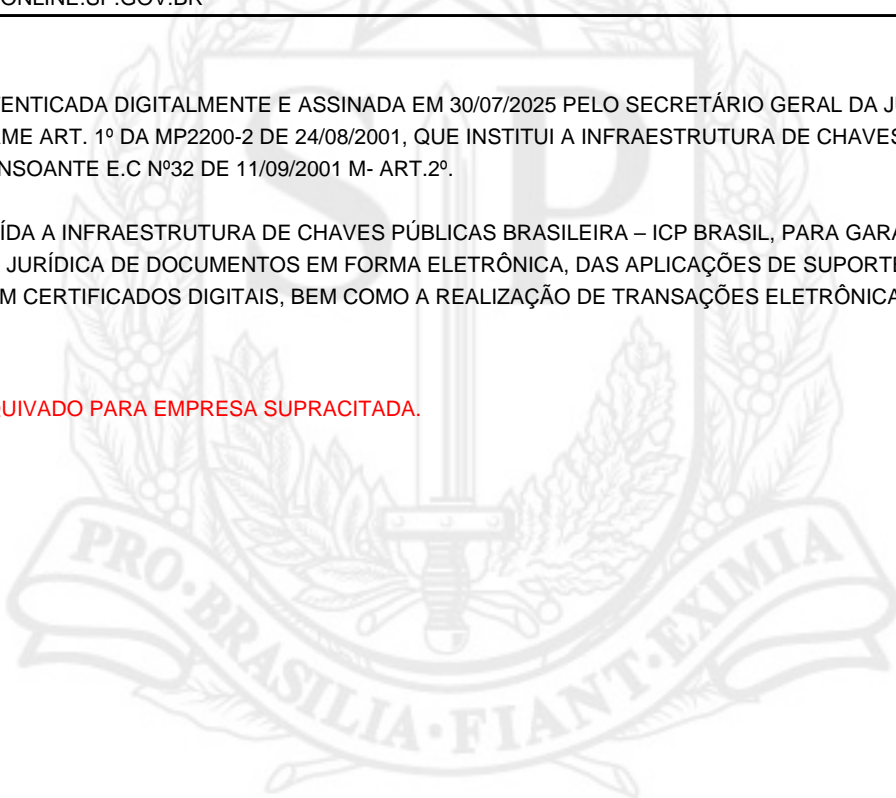 ONLINE.SP.GOV.BR
ENTICADA DIGITALMENTE E ASSINADA EM 30/07/2025 PELO SECRETÁRIO GERAL DA J
ME ART. 1º DA MP2200-2 DE 24/08/2001, QUE INSTITUI A INFRAESTRUTURA DE CHAVES
NSOANTE E.C Nº32 DE 11/09/2001 M- ART.2º.
ÍDA A INFRAESTRUTURA DE CHAVES PÚBLICAS BRASILEIRA – ICP BRASIL, PARA GARA
JURÍDICA DE DOCUMENTOS EM FORMA ELETRÔNICA, DAS APLICAÇÕES DE SUPORTE
M CERTIFICADOS DIGITAIS, BEM COMO A REALIZAÇÃO DE TRANSAÇÕES ELETRÔNICA
UIVADO PARA EMPRESA SUPRACITADA.
SP
PRO·BRASILIA·FIANT·EXIMIA